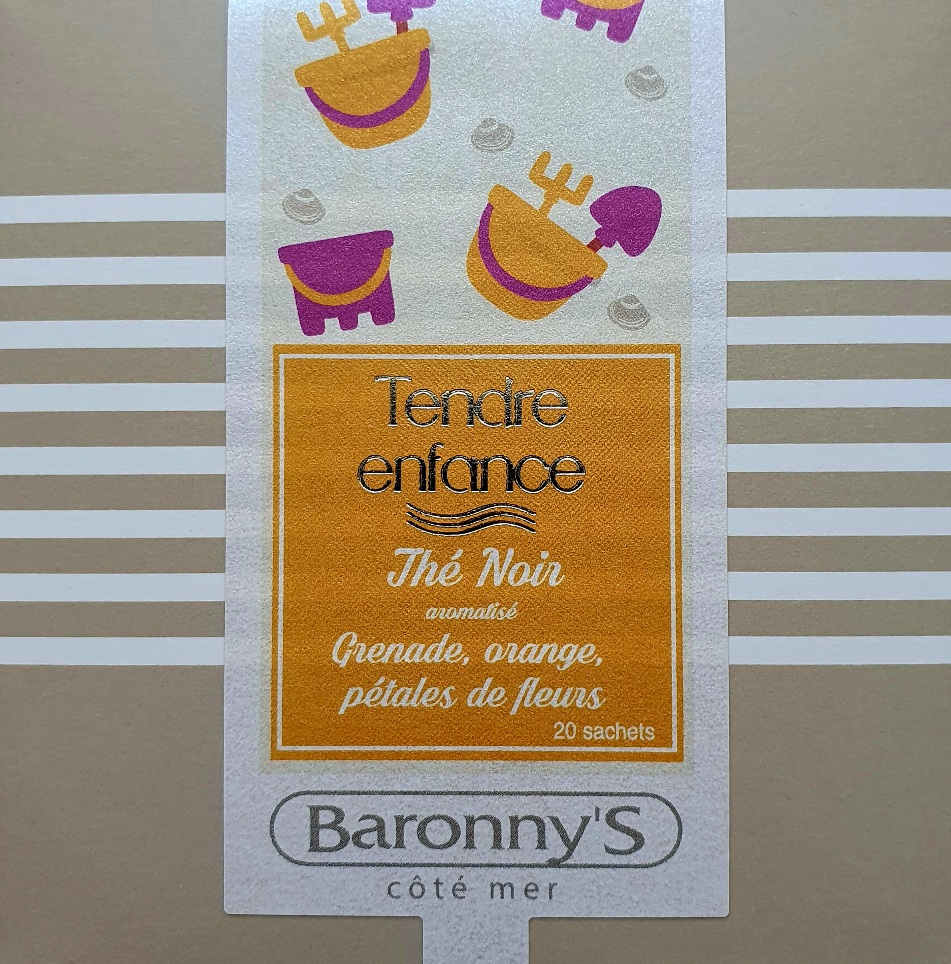 Tendre
enfance
Thé Noir
aromatisé
Grenade, orange,
pétales de fleurs
20 sachets
Baronny'S
côté mer